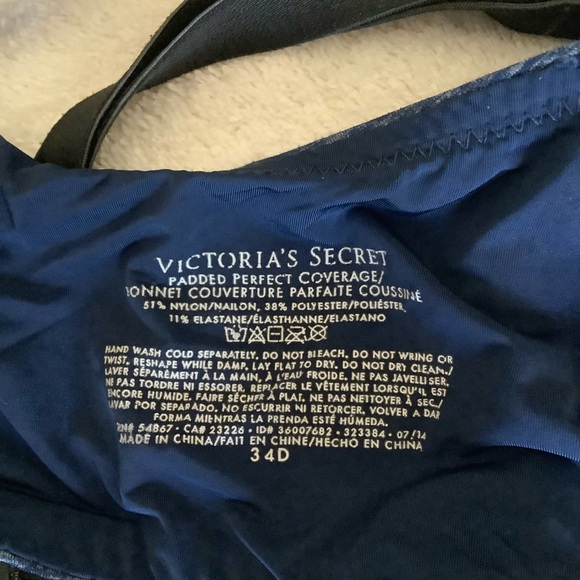 VICTORIA'S SECRET
PADDED PERFECT COVERAGE/
BONNET COUVERTURE PARFAITE COUSSINÉ
51% NYLON/NAILON, 38% POLYESTER/POLIÉSTER,
11% ELASTANE/ÉLASTHANNE/ELASTANO
HAND WASH COLD SEPARATELY. DO NOT BLEACH. DO NOT WRING OR
TWIST. RESHAPE WHILE DAMP. LAY FLAT TO DRY. DO NOT DRY CLEAN./
LAVER SÉPARÉMENT À LA MAIN, À L'EAU FROIDE. NE PAS JAVELLISER.
NE PAS TORDRE NI ESSORER. REPLACER LE VÊTEMENT LORSQU'IL EST
ENCORE HUMIDE. FAIRE SÉCHER À PLAT. NE PAS NETTOYER À SEC./
LAVAR POR SEPARADO. NO ESCURRIR NI RETORCER. VOLVER A DAR
FORMA MIENTRAS LA PRENDA ESTÉ HÚMEDA.
RN# 54867 • CA# 23226 • ID# 36007682 • 323384 • 07/14
MADE IN CHINA/FAIT EN CHINE/HECHO EN CHINA
34D